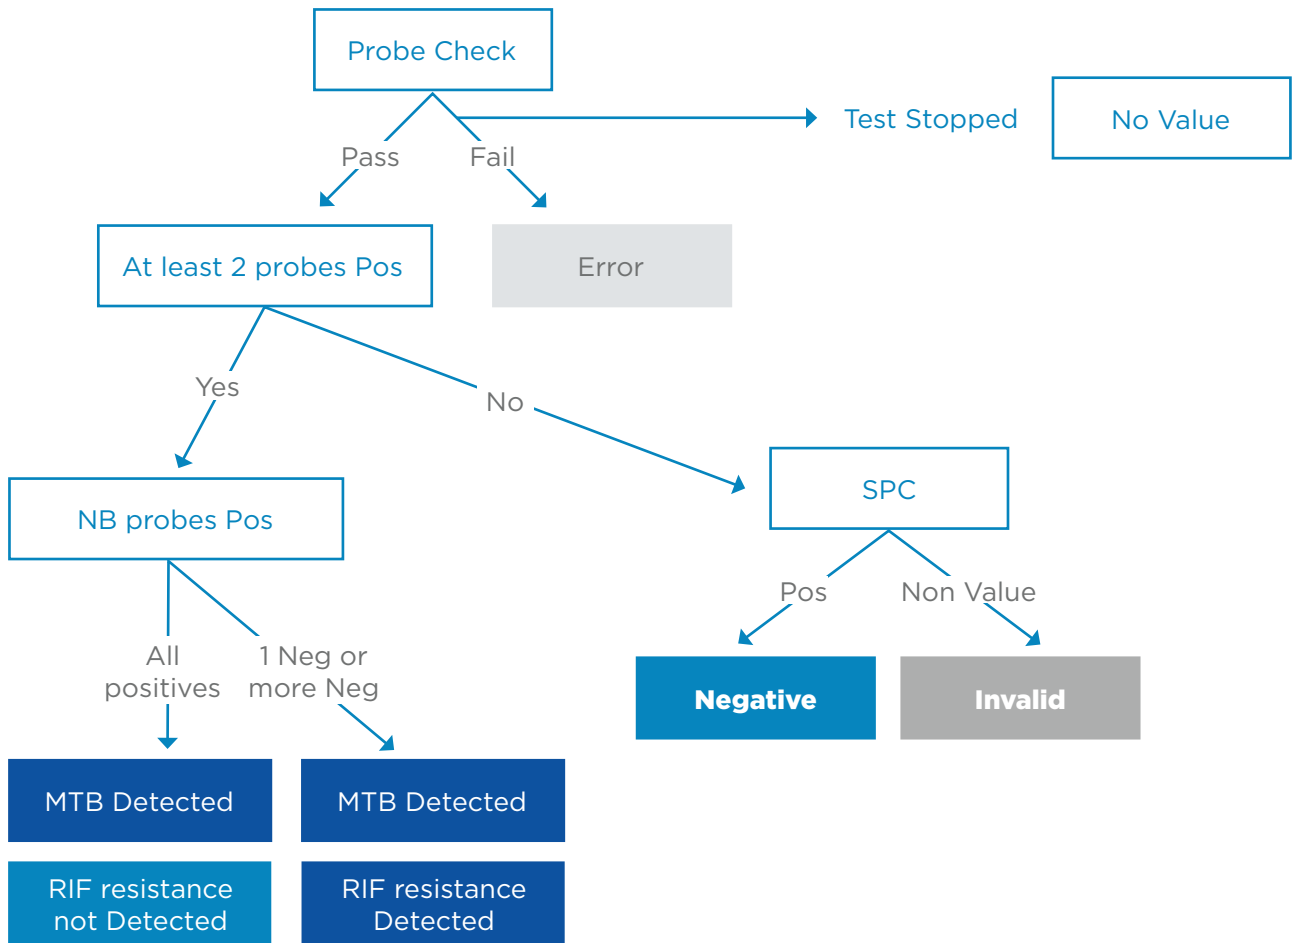 Probe Check
Test Stopped
No Value
Pass
Fail
At least 2 probes Pos
Error
Yes
No
NB probes Pos
SPC
Pos
Non Value
All
positives
1 Neg or
more Neg
Negative
Invalid
MTB Detected
MTB Detected
RIF resistance
not Detected
RIF resistance
Detected